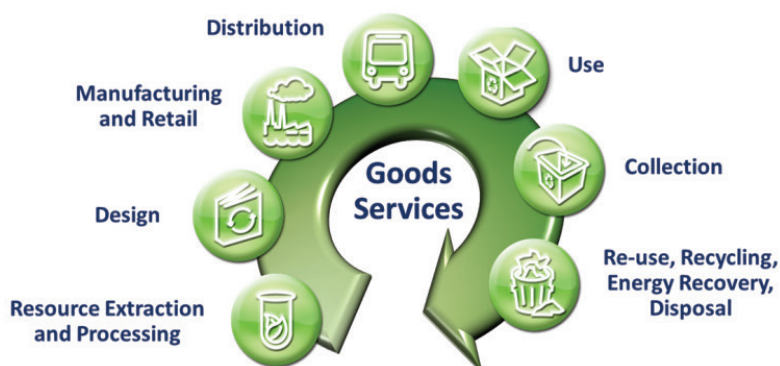 Distribution
Use
Manufacturing
and Retail
Goods
Services
Collection
Design
Re-use, Recycling,
Energy Recovery,
Disposal
Resource Extraction
and Processing